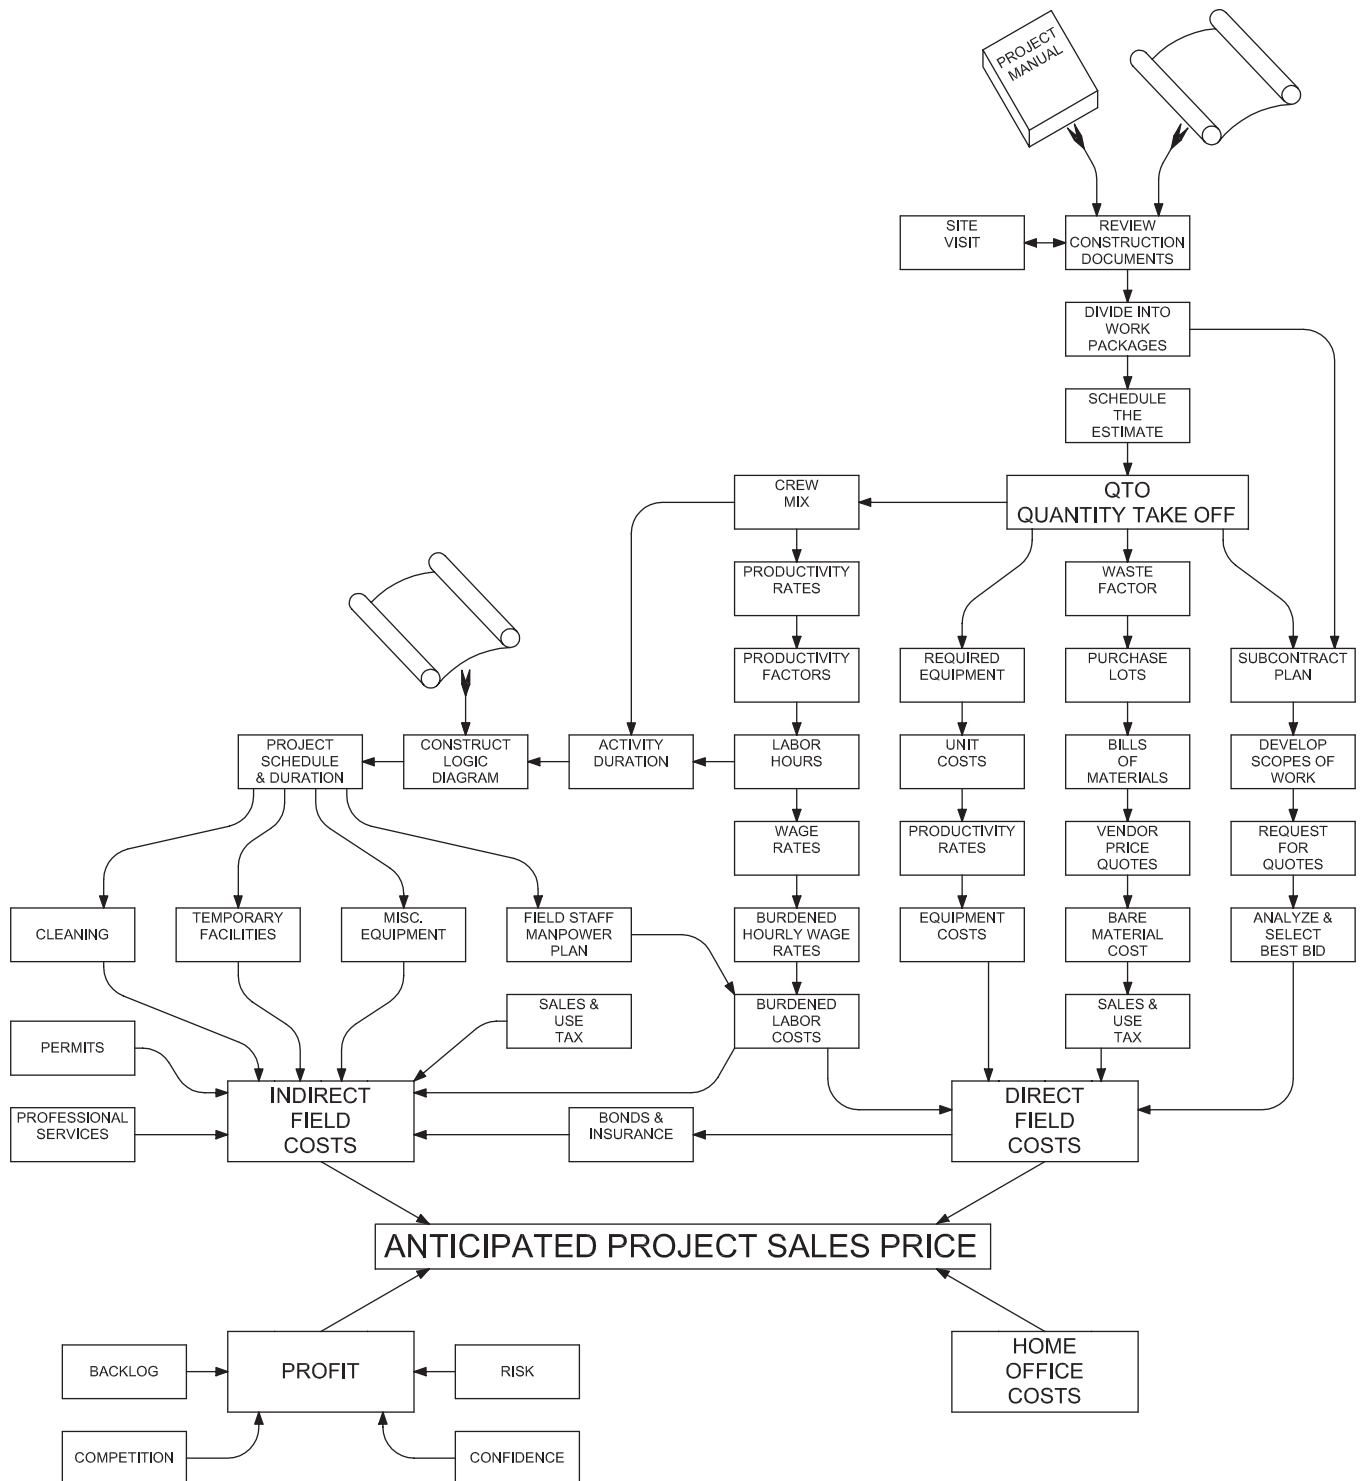 PROJECT
MANUAL
SITE
VISIT
REVIEW
CONSTRUCTION
DOCUMENTS
DIVIDE INTO
WORK
PACKAGES
SCHEDULE
THE
ESTIMATE
CREW
MIX
QTO
QUANTITY TAKE OFF
PRODUCTIVITY
RATES
WASTE
FACTOR
PRODUCTIVITY
FACTORS
REQUIRED
EQUIPMENT
PURCHASE
LOTS
SUBCONTRACT
PLAN
PROJECT
SCHEDULE
& DURATION
CONSTRUCT
LOGIC
DIAGRAM
ACTIVITY
DURATION
LABOR
HOURS
UNIT
COSTS
BILLS
OF
MATERIALS
DEVELOP
SCOPES OF
WORK
WAGE
RATES
PRODUCTIVITY
RATES
VENDOR
PRICE
QUOTES
REQUEST
FOR
QUOTES
CLEANING
TEMPORARY
FACILITIES
MISC.
EQUIPMENT
FIELD STAFF
MANPOWER
PLAN
BURDENED
HOURLY WAGE
RATES
EQUIPMENT
COSTS
BARE
MATERIAL
COST
ANALYZE &
SELECT
BEST BID
PERMITS
SALES &
USE
TAX
BURDENED
LABOR
COSTS
SALES &
USE
TAX
PROFESSIONAL
SERVICES
INDIRECT
FIELD
COSTS
BONDS &
INSURANCE
DIRECT
FIELD
COSTS
ANTICIPATED PROJECT SALES PRICE
BACKLOG
PROFIT
RISK
HOME
OFFICE
COSTS
COMPETITION
CONFIDENCE